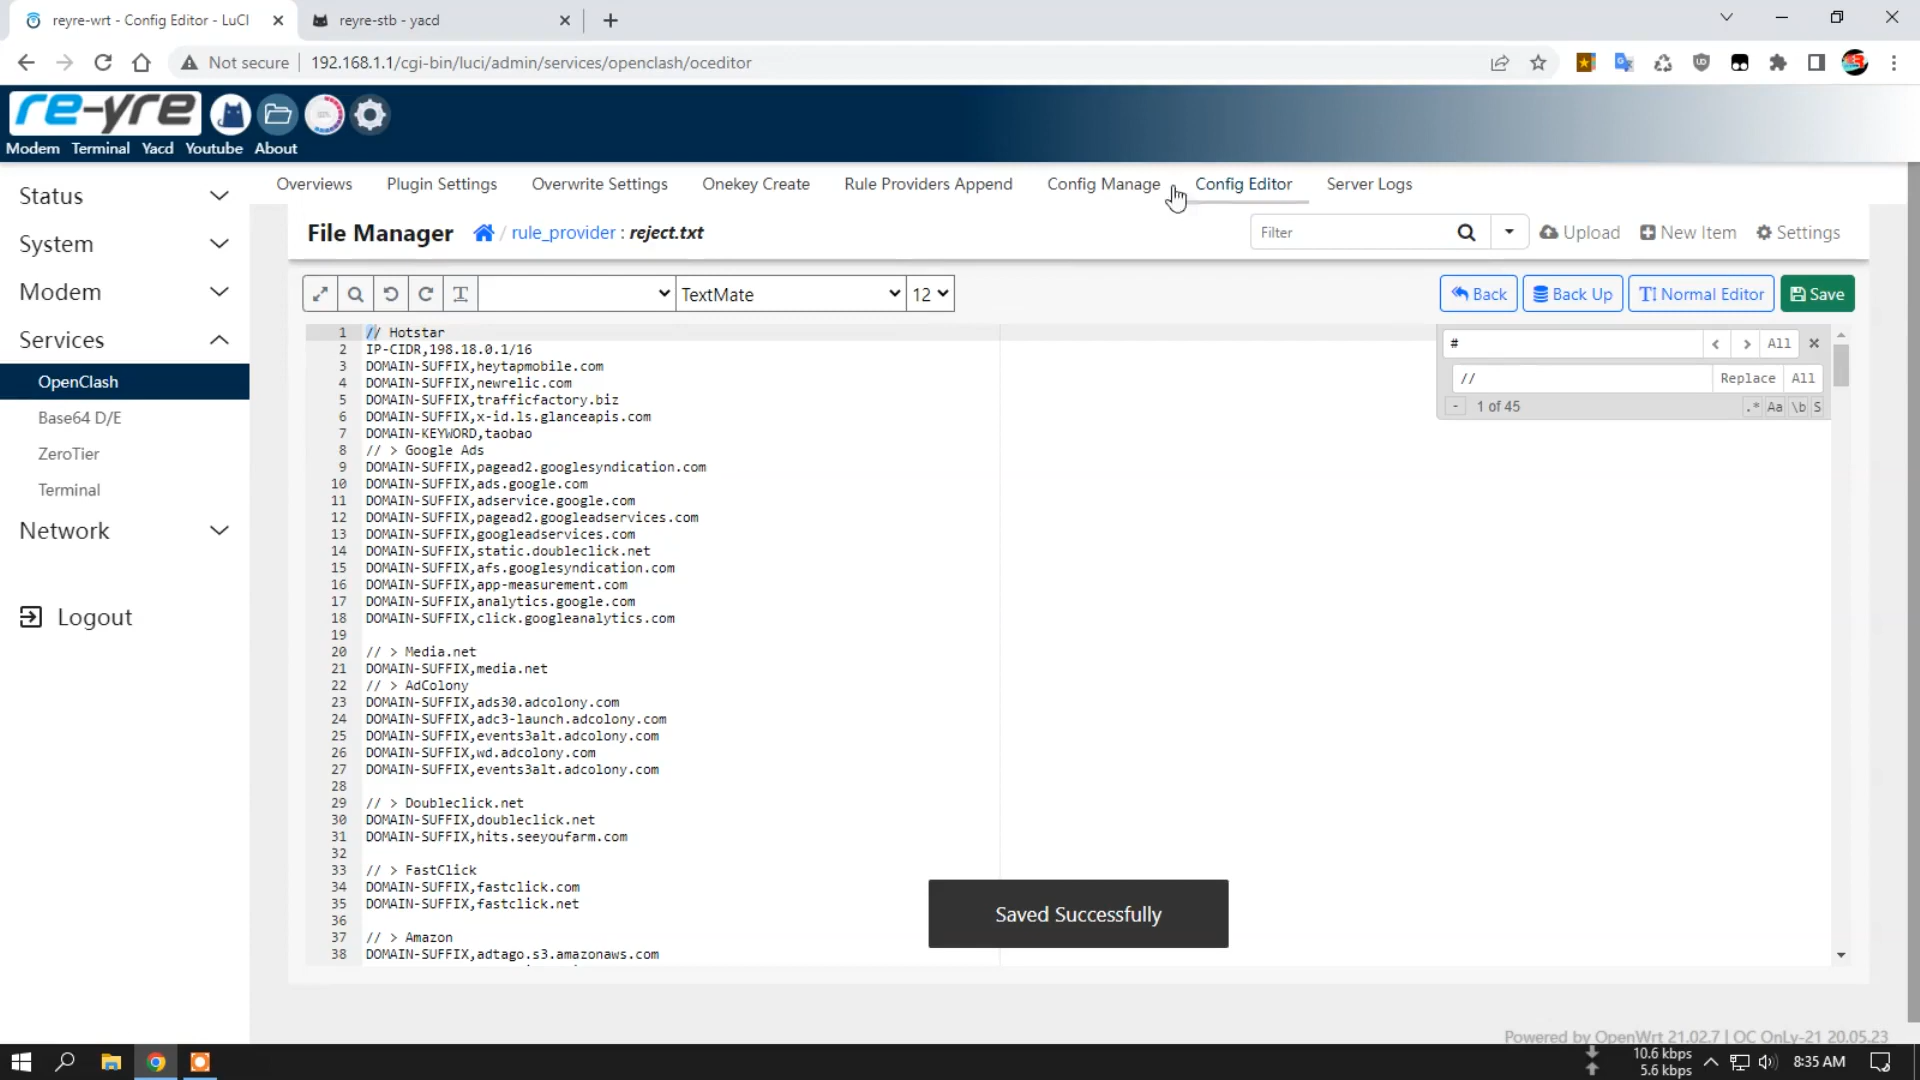 reyre-wrt - Config Editor - LuCI
reyre-stb - yacd
Not secure
192.168.1.1/cgi-bin/luci/admin/services/openclash/oceditor
re-yre
Modem Terminal Yacd Youtube About
Status
System
Modem
Services
OpenClash
Base64 D/E
ZeroTier
Terminal
Network
Logout
Overviews Plugin Settings Overwrite Settings Onekey Create Rule Providers Append Config Manage Config Editor Server Logs
File Manager / rule_provider : reject.txt
Filter
Upload New Item Settings
TextMate 12
Back Back Up Normal Editor Save
# All
// Replace All
- 1 of 45 .* Aa \b S
1 // Hotstar
2 IP-CIDR,198.18.0.1/16
3 DOMAIN-SUFFIX,heytapmobile.com
4 DOMAIN-SUFFIX,newrelic.com
5 DOMAIN-SUFFIX,trafficfactory.biz
6 DOMAIN-SUFFIX,x-id.ls.glanceapis.com
7 DOMAIN-KEYWORD,taobao
8 // > Google Ads
9 DOMAIN-SUFFIX,pagead2.googlesyndication.com
10 DOMAIN-SUFFIX,ads.google.com
11 DOMAIN-SUFFIX,adservice.google.com
12 DOMAIN-SUFFIX,pagead2.googleadservices.com
13 DOMAIN-SUFFIX,googleadservices.com
14 DOMAIN-SUFFIX,static.doubleclick.net
15 DOMAIN-SUFFIX,afs.googlesyndication.com
16 DOMAIN-SUFFIX,app-measurement.com
17 DOMAIN-SUFFIX,analytics.google.com
18 DOMAIN-SUFFIX,click.googleanalytics.com
19
20 // > Media.net
21 DOMAIN-SUFFIX,media.net
22 // > AdColony
23 DOMAIN-SUFFIX,ads30.adcolony.com
24 DOMAIN-SUFFIX,adc3-launch.adcolony.com
25 DOMAIN-SUFFIX,events3alt.adcolony.com
26 DOMAIN-SUFFIX,wd.adcolony.com
27 DOMAIN-SUFFIX,events3alt.adcolony.com
28
29 // > Doubleclick.net
30 DOMAIN-SUFFIX,doubleclick.net
31 DOMAIN-SUFFIX,hits.seeyoufarm.com
32
33 // > FastClick
34 DOMAIN-SUFFIX,fastclick.com
35 DOMAIN-SUFFIX,fastclick.net
36
37 // > Amazon
38 DOMAIN-SUFFIX,adtago.s3.amazonaws.com
Saved Successfully
Powered by OpenWrt 21.02.7 | OC OnLy-21 20.05.23
10.6 kbps
5.6 kbps
8:35 AM